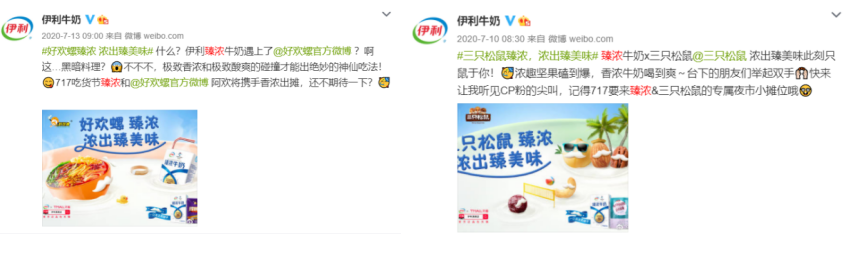 伊利
伊利牛奶
2020-7-13 09:00 来自 微博 weibo.com
#好欢螺臻浓 浓出臻美味# 什么？伊利臻浓牛奶遇上了@好欢螺官方微博 ？啊
这…黑暗料理？不不不，极致香浓和极致酸爽的碰撞才能出绝妙的神仙吃法！
717吃货节臻浓和@好欢螺官方微博 阿欢将携手香浓出摊，还不期待一下？
好欢螺 臻浓
浓出臻美味
伊利
伊利牛奶
2020-7-10 08:30 来自 微博 weibo.com
#三只松鼠臻浓，浓出臻美味# 臻浓牛奶x三只松鼠@三只松鼠 浓出臻美味此刻只
鼠于你！浓趣坚果磕到爆，香浓牛奶喝到爽～台下的朋友们举起双手快来
让我听见CP粉的尖叫，记得717要来臻浓&三只松鼠的专属夜市小摊位哦
三只松鼠
只松鼠 臻浓
浓出臻美味